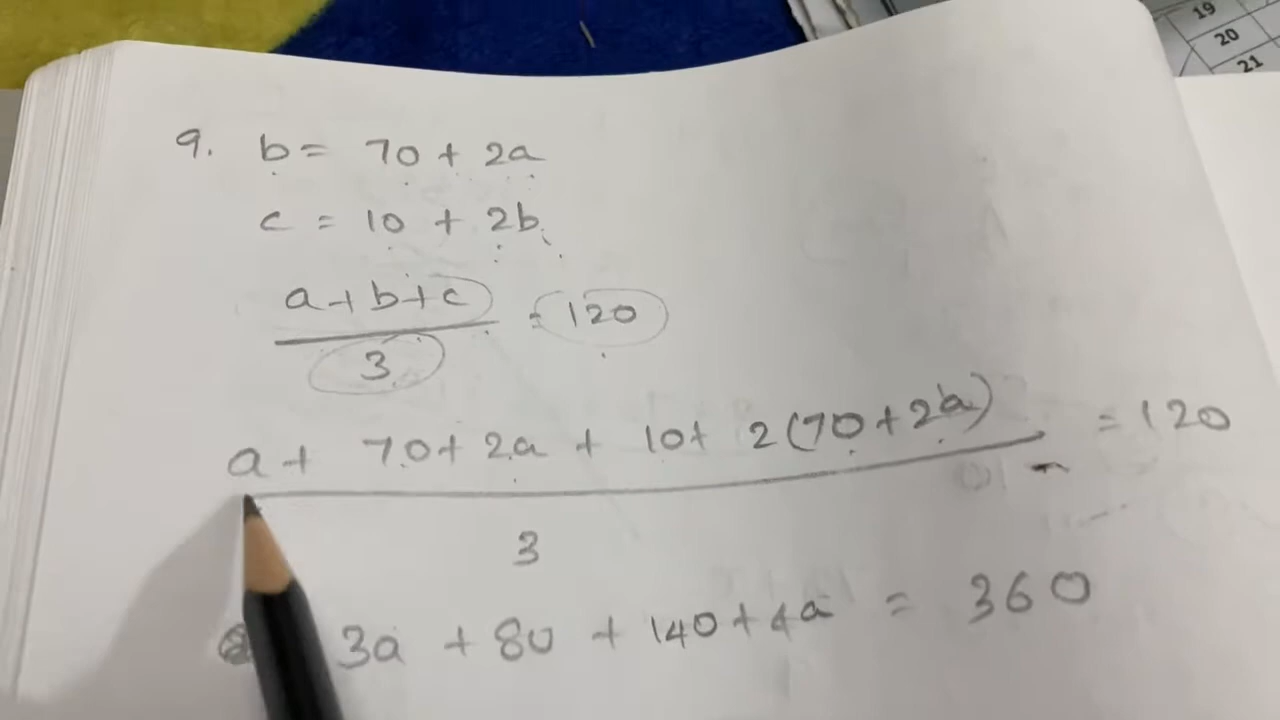 19
20
21
9. b = 70 + 2a
c = 10 + 2b
a+b+c
3
= 120
a + 70 + 2a + 10 + 2(70 + 2a) = 120
3
3a + 80 + 140 + 4a = 360